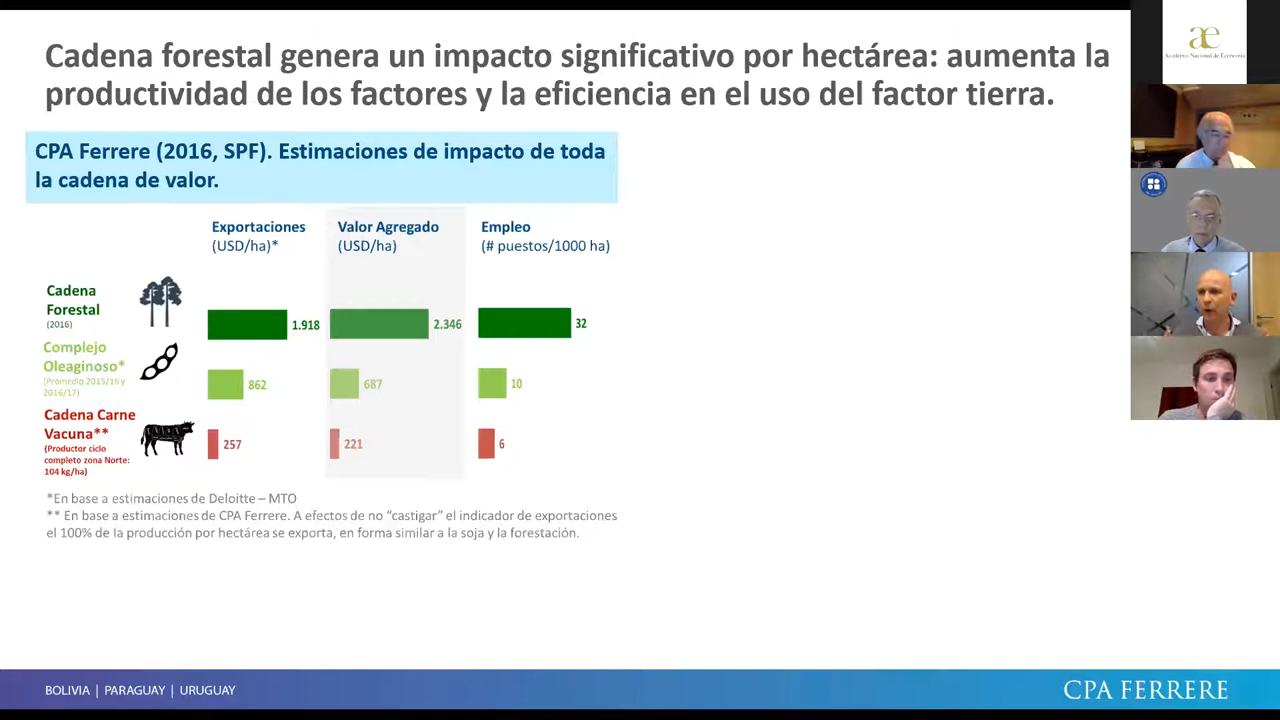 Cadena forestal genera un impacto significativo por hectárea: aumenta la
productividad de los factores y la eficiencia en el uso del factor tierra.
CPA Ferrere (2016, SPF). Estimaciones de impacto de toda
la cadena de valor.
Exportaciones
(USD/ha)*
Valor Agregado
(USD/ha)
Empleo
(# puestos/1000 ha)
Cadena
Forestal
(2016)
1.918
2.346
32
Complejo
Oleaginoso*
(Promedio 2015/16 y
2016/17)
862
687
10
Cadena Carne
Vacuna**
(Productor ciclo
completo zona Norte:
104 kg/ha)
257
221
6
*En base a estimaciones de Deloitte – MTO
** En base a estimaciones de CPA Ferrere. A efectos de no “castigar” el indicador de exportaciones
el 100% de la producción por hectárea se exporta, en forma similar a la soja y la forestación.
BOLIVIA | PARAGUAY | URUGUAY
CPA FERRERE
ae
Academia Nacional de Economía